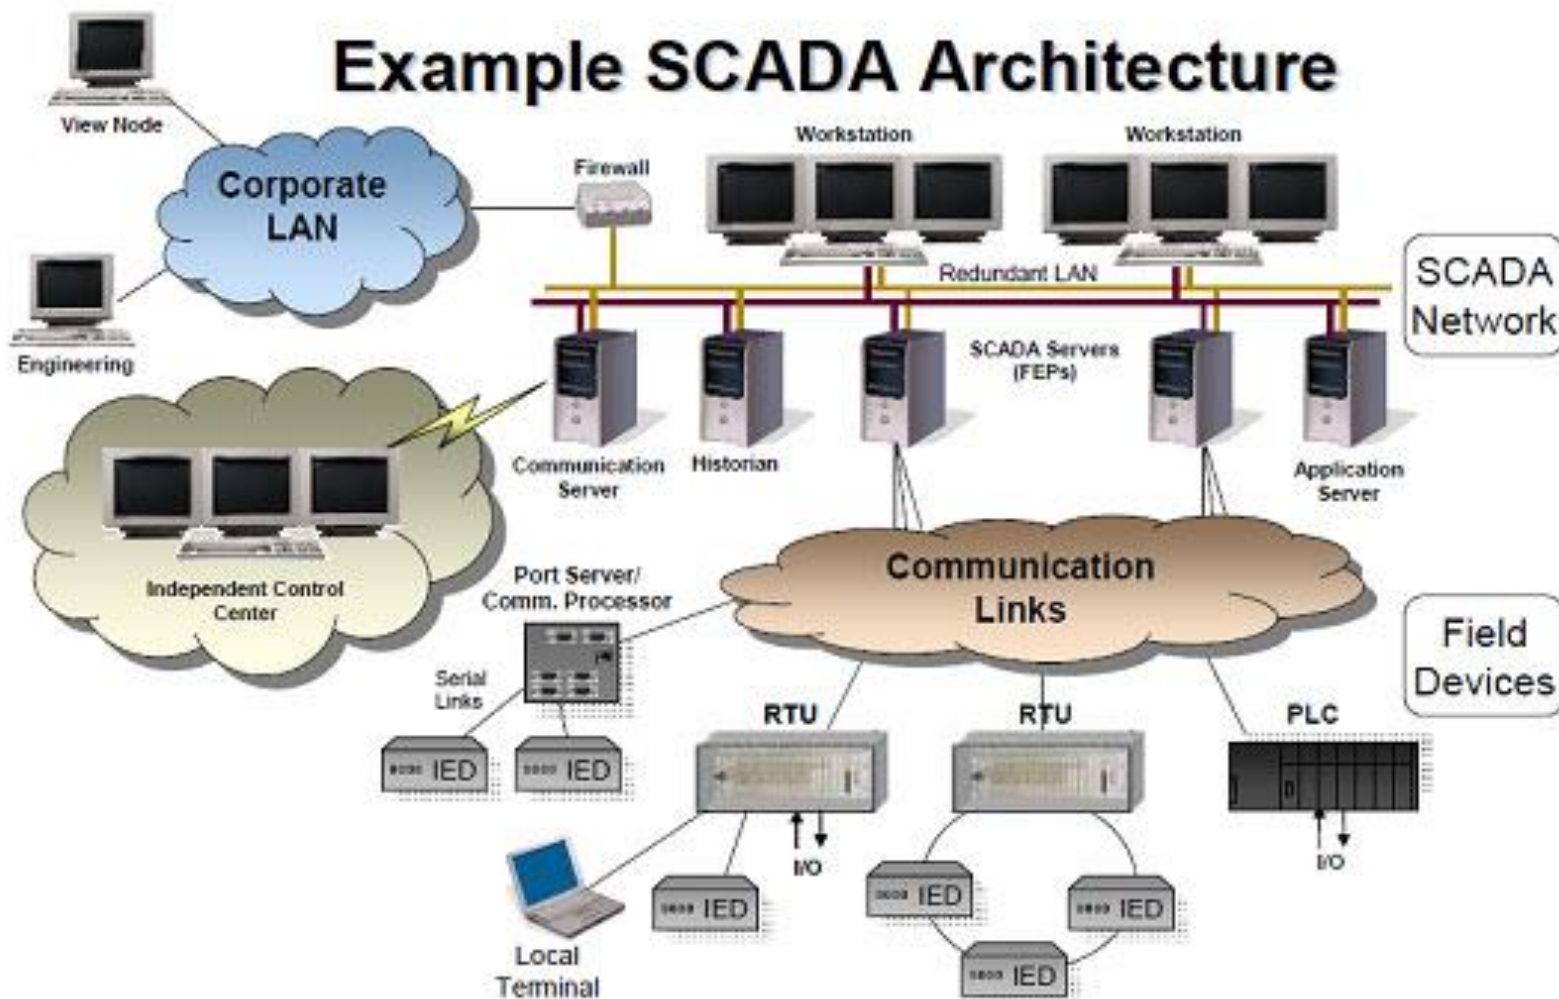 Example SCADA Architecture
View Node
Corporate
LAN
Firewall
Workstation
Workstation
Engineering
Redundant LAN
SCADA
Network
SCADA Servers
(FEPs)
Communication
Server
Historian
Application
Server
Independent Control
Center
Port Server/
Comm. Processor
Communication
Links
Field
Devices
Serial
Links
RTU
RTU
PLC
IED
IED
I/O
I/O
IED
IED
IED
IED
Local
Terminal